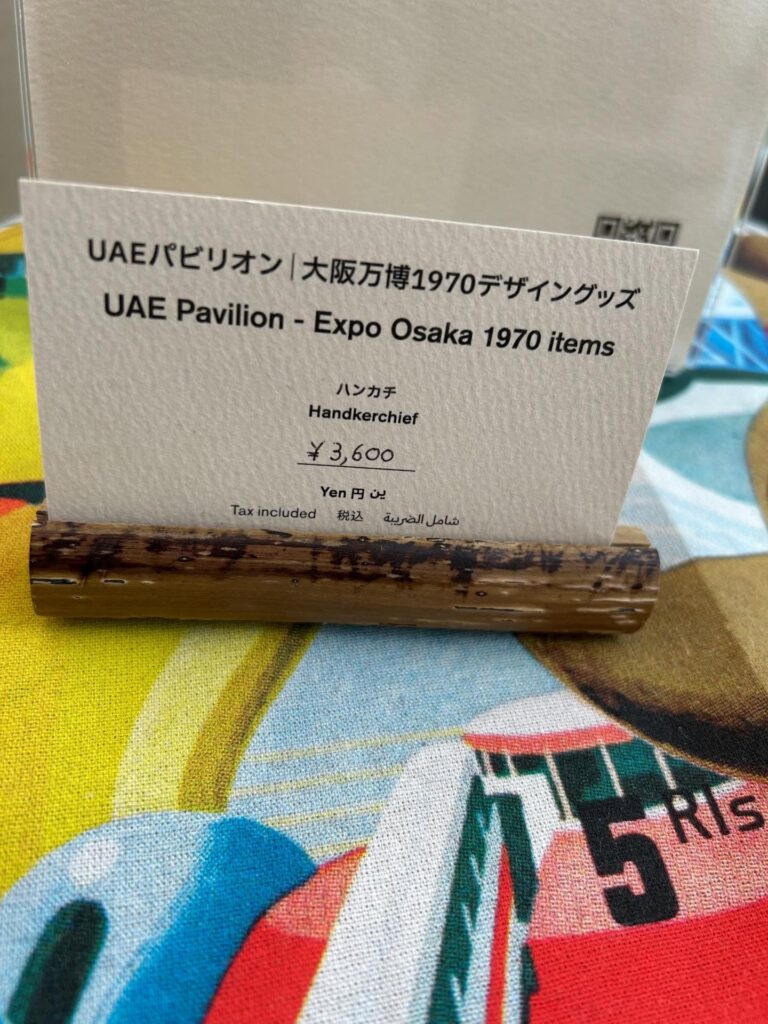 UAEパビリオン|大阪万博1970デザイングッズ
UAE Pavilion - Expo Osaka 1970 items
ハンカチ
Handkerchief
¥3,600
Yen 円 ين
Tax included 税込 شامل الضريبة
5 Rls